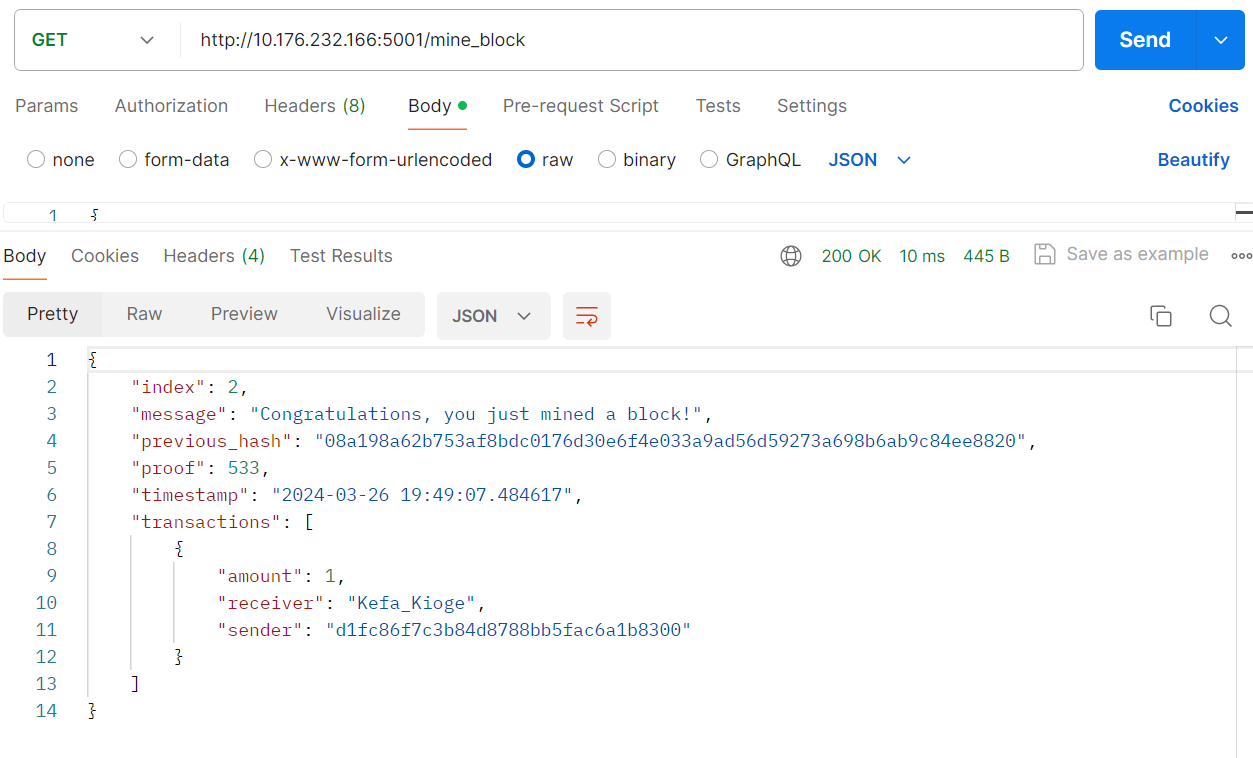 GET http://10.176.232.166:5001/mine_block Send
Params Authorization Headers (8) Body Pre-request Script Tests Settings Cookies
none form-data x-www-form-urlencoded raw binary GraphQL JSON Beautify
1 {
Body Cookies Headers (4) Test Results 200 OK 10 ms 445 B Save as example
Pretty Raw Preview Visualize JSON
1 {
2 "index": 2,
3 "message": "Congratulations, you just mined a block!",
4 "previous_hash": "08a198a62b753af8bdc0176d30e6f4e033a9ad56d59273a698b6ab9c84ee8820",
5 "proof": 533,
6 "timestamp": "2024-03-26 19:49:07.484617",
7 "transactions": [
8 {
9 "amount": 1,
10 "receiver": "Kefa_Kioge",
11 "sender": "d1fc86f7c3b84d8788bb5fac6a1b8300"
12 }
13 ]
14 }